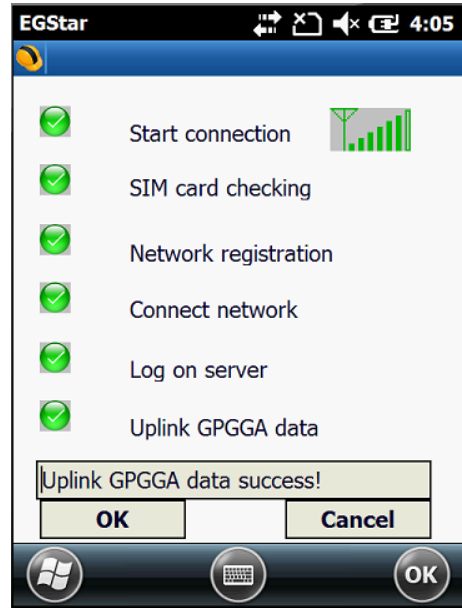 EGStar 4:05
Start connection
SIM card checking
Network registration
Connect network
Log on server
Uplink GPGGA data
Uplink GPGGA data success!
OK Cancel
OK